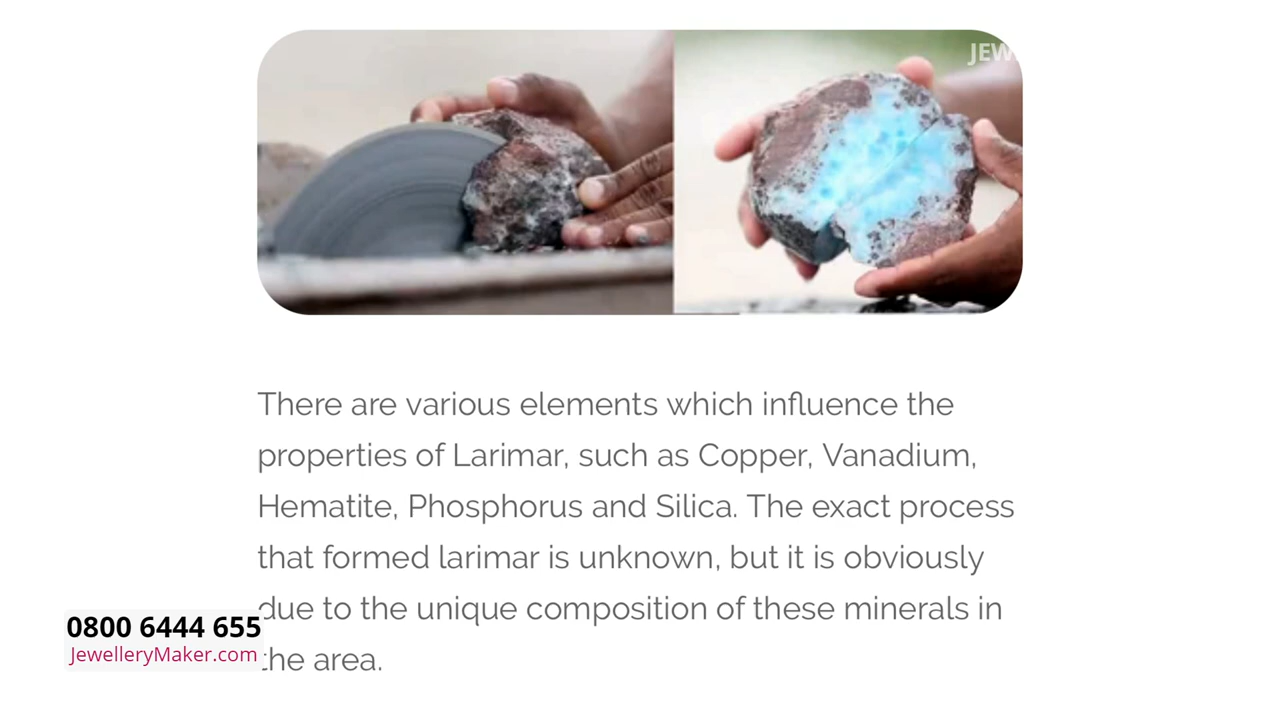 JEW
There are various elements which influence the
properties of Larimar, such as Copper, Vanadium,
Hematite, Phosphorus and Silica. The exact process
that formed larimar is unknown, but it is obviously
due to the unique composition of these minerals in
the area.
0800 6444 655
JewelleryMaker.com